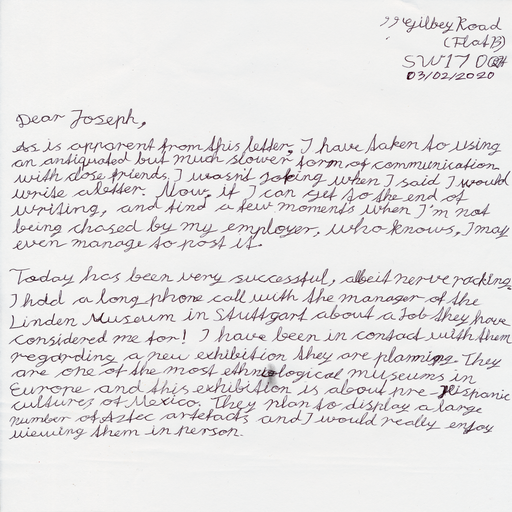 Gilbey Road
(Flat B)
SW17 0QH
03/02/2020
Dear Joseph,
As is apparent from this letter, I have taken to using
an antiquated but much slower form of communication
with close friends, I wasn't joking when I said I would
write a letter. Now, if I can get to the end of
writing, and find a few moments when I'm not
being chased by my employer, who knows, I may
even manage to post it.
Today has been very successful, albeit nerve racking,
I had a long phone call with the manager of the
Linden Museum in Stuttgart about a Job they have
considered me for! I have been in contact with them
regarding a new exhibition they are planning. They
are one of the most ethnological museums in
Europe and this exhibition is about pre-Hispanic
cultures of Mexico. They plan to display a large
number of Aztec artefacts and I would really enjoy
viewing them in person.